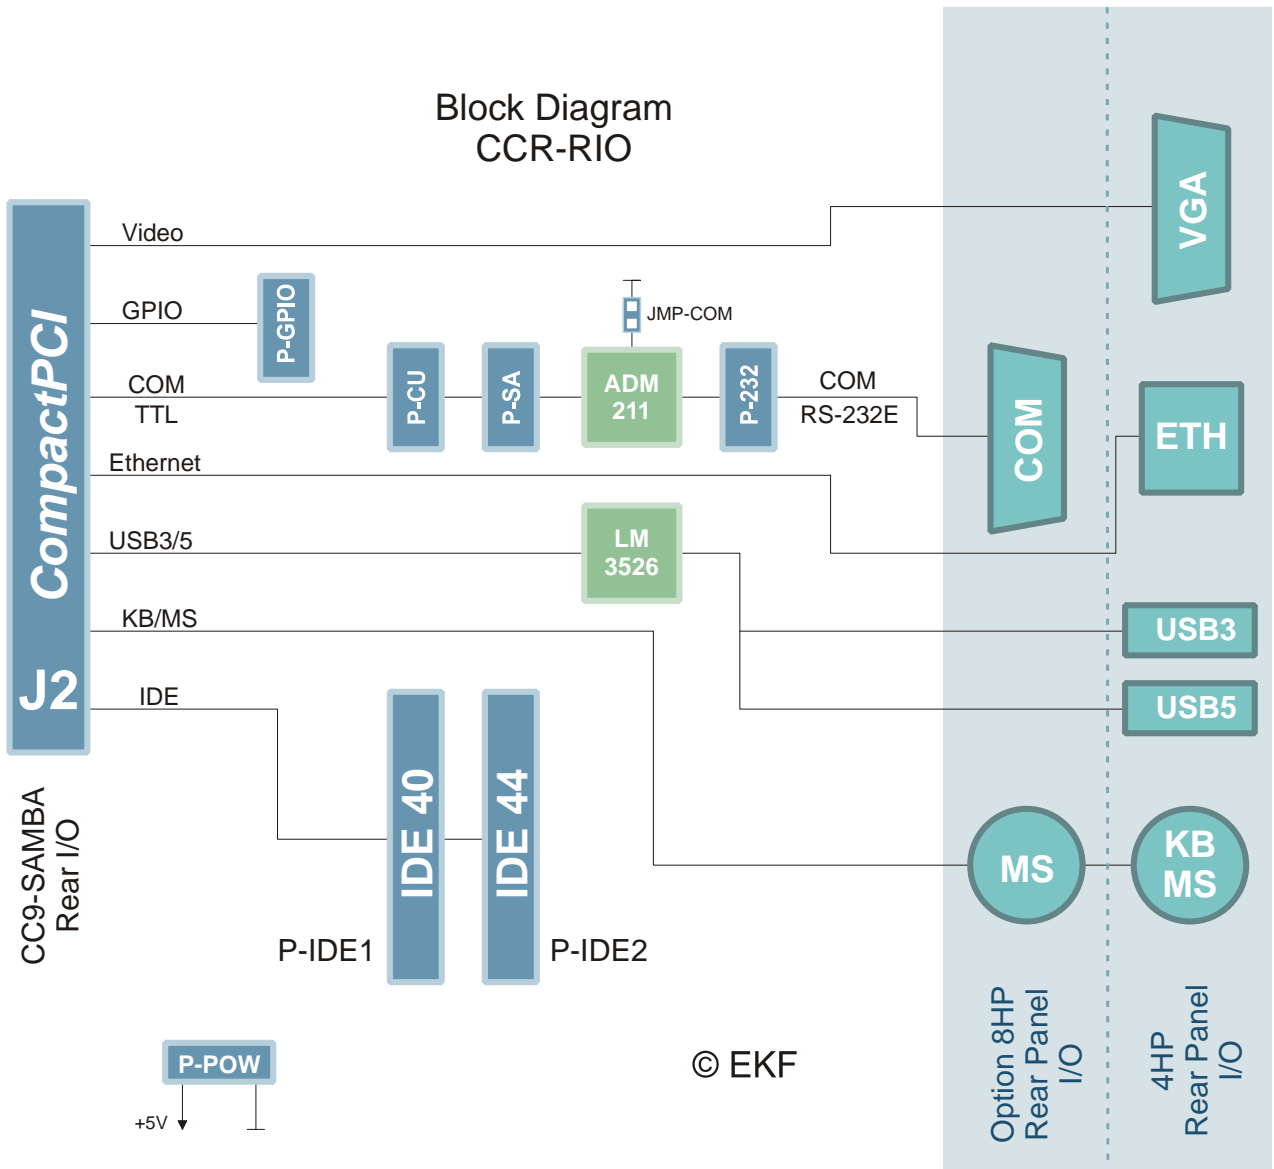 Block Diagram
CCR-RIO
CompactPCI
J2
CC9-SAMBA
Rear I/O
Video
GPIO
P-GPIO
COM
TTL
P-CU
P-SA
JMP-COM
ADM
211
P-232
COM
RS-232E
Ethernet
USB3/5
LM
3526
KB/MS
IDE
IDE 40
IDE 44
P-IDE1
P-IDE2
VGA
COM
ETH
USB3
USB5
MS
KB
MS
Option 8HP
Rear Panel
I/O
4HP
Rear Panel
I/O
P-POW
+5V
© EKF